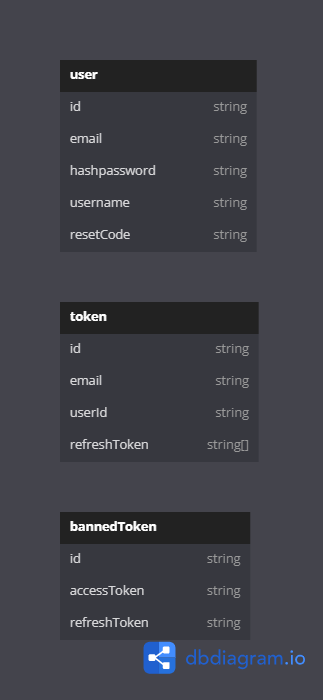 user
id string
email string
hashpassword string
username string
resetCode string
token
id string
email string
userId string
refreshToken string[]
bannedToken
id string
accessToken string
refreshToken string
dbdiagram.io